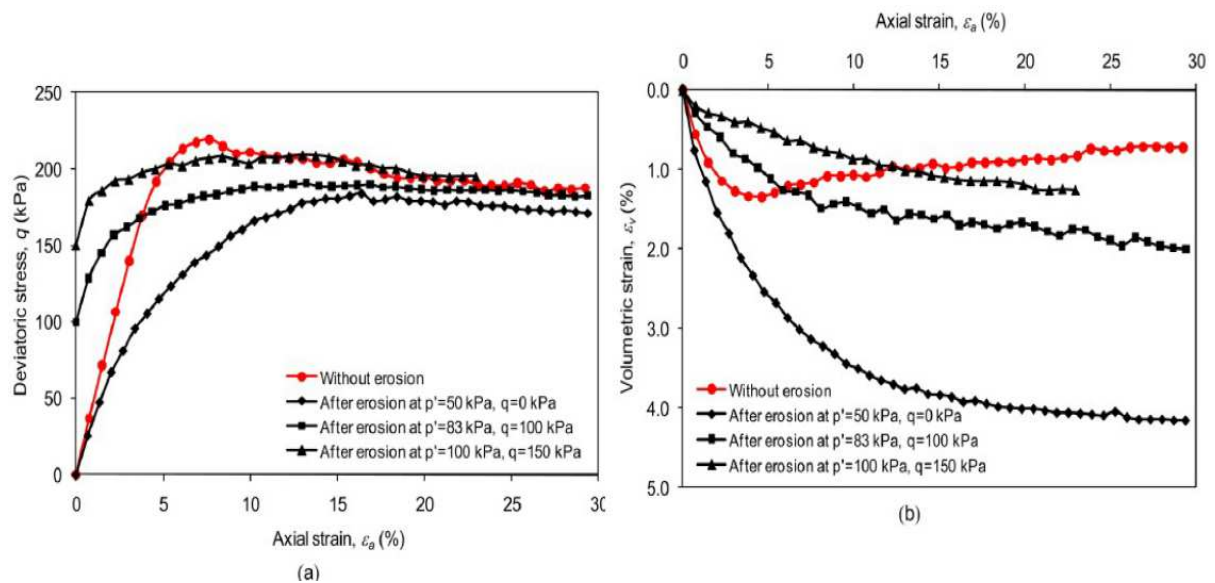 250
200
150
100
50
0
Deviatoric stress, q (kPa)
Without erosion
After erosion at p'=50 kPa, q=0 kPa
After erosion at p'=83 kPa, q=100 kPa
After erosion at p'=100 kPa, q=150 kPa
0 5 10 15 20 25 30
Axial strain, εa (%)
(a)
Axial strain, εa (%)
0 5 10 15 20 25 30
0.0
1.0
2.0
3.0
4.0
5.0
Volumetric strain, εv (%)
Without erosion
After erosion at p'=50 kPa, q=0 kPa
After erosion at p'=83 kPa, q=100 kPa
After erosion at p'=100 kPa, q=150 kPa
(b)